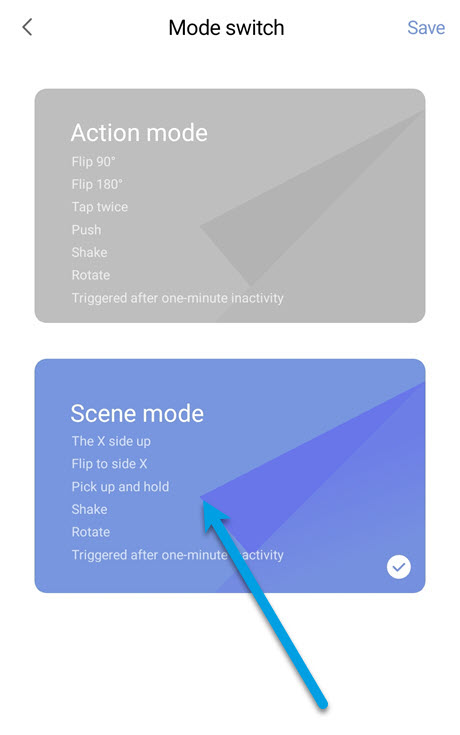 Mode switch
Save
Action mode
Flip 90°
Flip 180°
Tap twice
Push
Shake
Rotate
Triggered after one-minute inactivity
Scene mode
The X side up
Flip to side X
Pick up and hold
Shake
Rotate
Triggered after one-minute inactivity